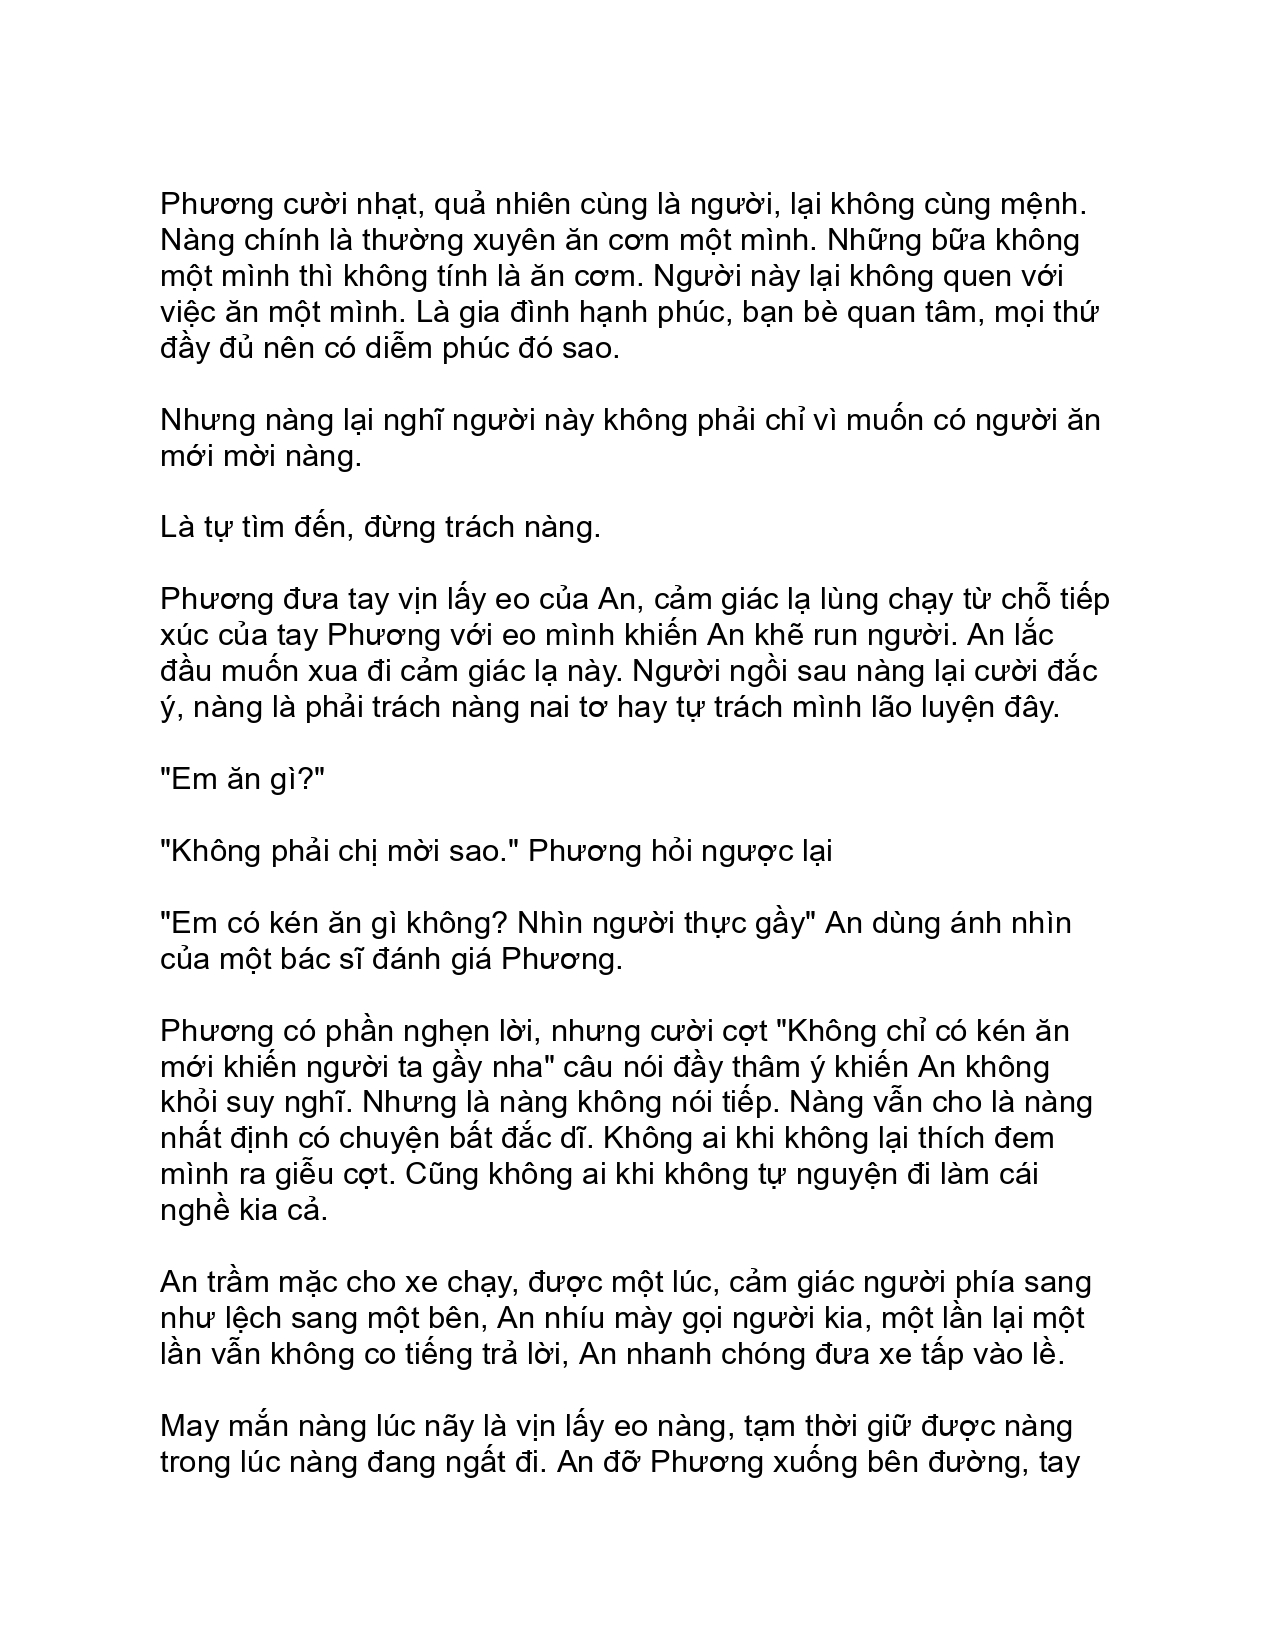 Phương cười nhạt, quả nhiên cùng là người, lại không cùng mệnh.
Nàng chính là thường xuyên ăn cơm một mình. Những bữa không
một mình thì không tính là ăn cơm. Người này lại không quen với
việc ăn một mình. Là gia đình hạnh phúc, bạn bè quan tâm, mọi thứ
đầy đủ nên có diễm phúc đó sao.
Nhưng nàng lại nghĩ người này không phải chỉ vì muốn có người ăn
mới mời nàng.
Là tự tìm đến, đừng trách nàng.
Phương đưa tay vịn lấy eo của An, cảm giác lạ lùng chạy từ chỗ tiếp
xúc của tay Phương với eo mình khiến An khẽ run người. An lắc
đầu muốn xua đi cảm giác lạ này. Người ngồi sau nàng lại cười đắc
ý, nàng là phải trách nàng nai tơ hay tự trách mình lão luyện đây.
"Em ăn gì?"
"Không phải chị mời sao." Phương hỏi ngược lại
"Em có kén ăn gì không? Nhìn người thực gầy" An dùng ánh nhìn
của một bác sĩ đánh giá Phương.
Phương có phần nghẹn lời, nhưng cười cợt "Không chỉ có kén ăn
mới khiến người ta gầy nha" câu nói đầy thâm ý khiến An không
khỏi suy nghĩ. Nhưng là nàng không nói tiếp. Nàng vẫn cho là nàng
nhất định có chuyện bất đắc dĩ. Không ai khi không lại thích đem
mình ra giễu cợt. Cũng không ai khi không tự nguyện đi làm cái
nghề kia cả.
An trầm mặc cho xe chạy, được một lúc, cảm giác người phía sang
như lệch sang một bên, An nhíu mày gọi người kia, một lần lại một
lần vẫn không co tiếng trả lời, An nhanh chóng đưa xe tấp vào lề.
May mắn nàng lúc nãy là vịn lấy eo nàng, tạm thời giữ được nàng
trong lúc nàng đang ngất đi. An đỡ Phương xuống bên đường, tay